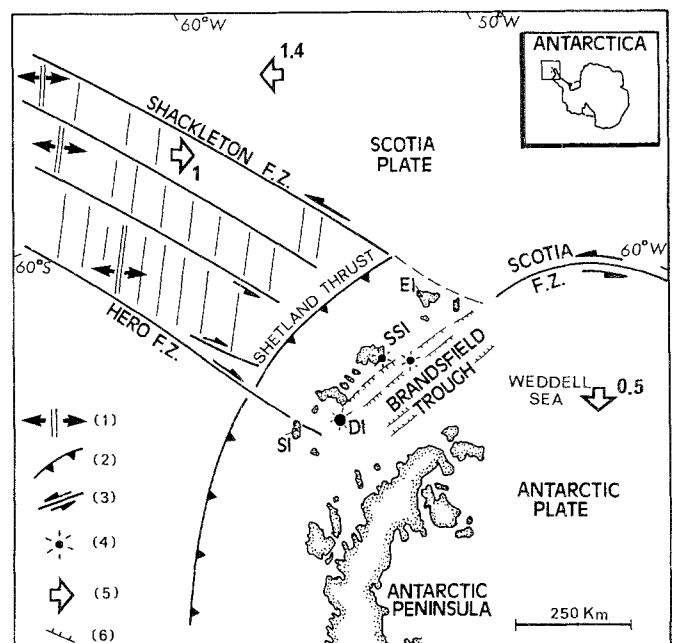 60°W
50°W
ANTARCTICA
1.4
SHACKLETON F.Z.
SCOTIA
PLATE
1
60°S
SCOTIA
F.Z.
60°W
SHETLAND THRUST
EI
HERO F.Z.
SSI
BRANDSFIELD
TROUGH
WEDDELL
SEA
0.5
DI
SI
(1)
(2)
(3)
(4)
(5)
(6)
ANTARCTIC
PLATE
ANTARCTIC
PENINSULA
250 Km